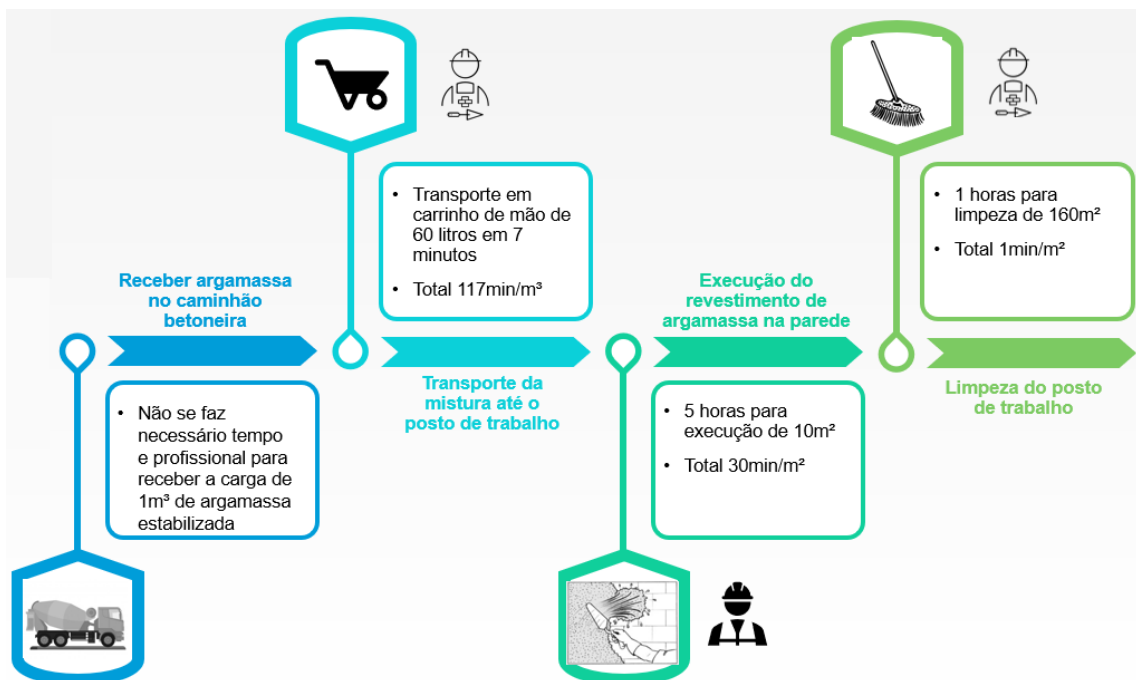 Receber argamassa
no caminhão
betoneira
• Não se faz
necessário tempo
e profissional para
receber a carga de
1m³ de argamassa
estabilizada
• Transporte em
carrinho de mão de
60 litros em 7
minutos
• Total 117min/m³
Transporte da
mistura até o
posto de trabalho
Execução do
revestimento de
argamassa na parede
• 5 horas para
execução de 10m²
• Total 30min/m²
• 1 horas para
limpeza de 160m²
• Total 1min/m²
Limpeza do posto
de trabalho